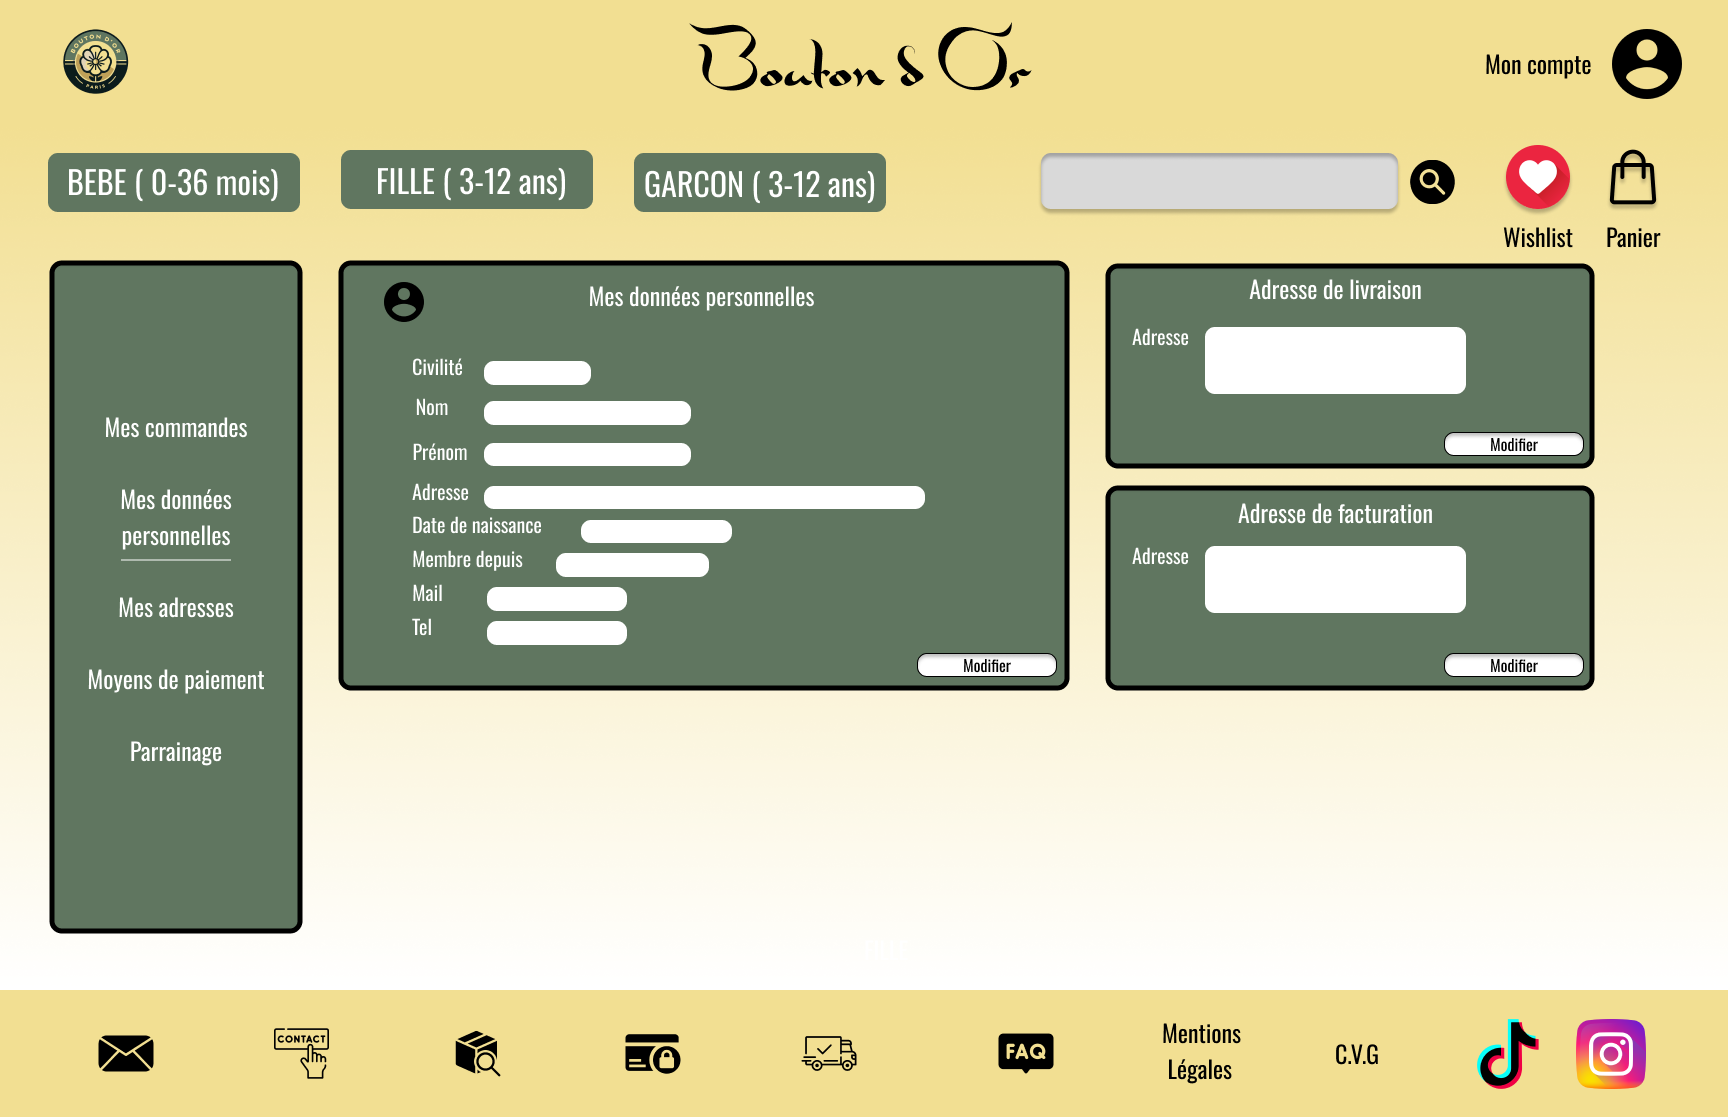 BOUTON D'OR
PARIS
Bouton d Or
Mon compte
BEBE ( 0-36 mois)
FILLE ( 3-12 ans)
GARCON ( 3-12 ans)
Wishlist
Panier
Mes commandes
Mes données
personnelles
Mes adresses
Moyens de paiement
Parrainage
Mes données personnelles
Civilité
Nom
Prénom
Adresse
Date de naissance
Membre depuis
Mail
Tel
Modifier
Adresse de livraison
Adresse
Modifier
Adresse de facturation
Adresse
Modifier
CONTACT
FAQ
Mentions
Légales
C.V.G